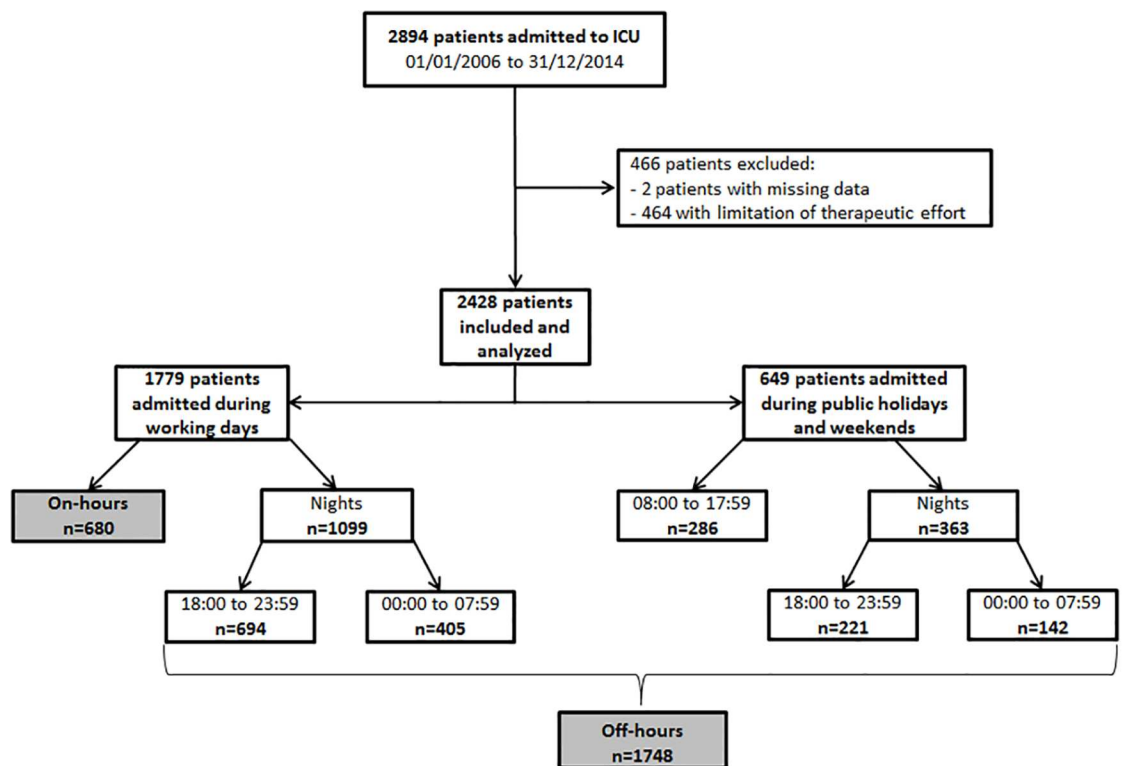 2894 patients admitted to ICU
01/01/2006 to 31/12/2014
466 patients excluded:
- 2 patients with missing data
- 464 with limitation of therapeutic effort
2428 patients
included and
analyzed
1779 patients
admitted during
working days
649 patients admitted
during public holidays
and weekends
On-hours
n=680
Nights
n=1099
08:00 to 17:59
n=286
Nights
n=363
18:00 to 23:59
n=694
00:00 to 07:59
n=405
18:00 to 23:59
n=221
00:00 to 07:59
n=142
Off-hours
n=1748